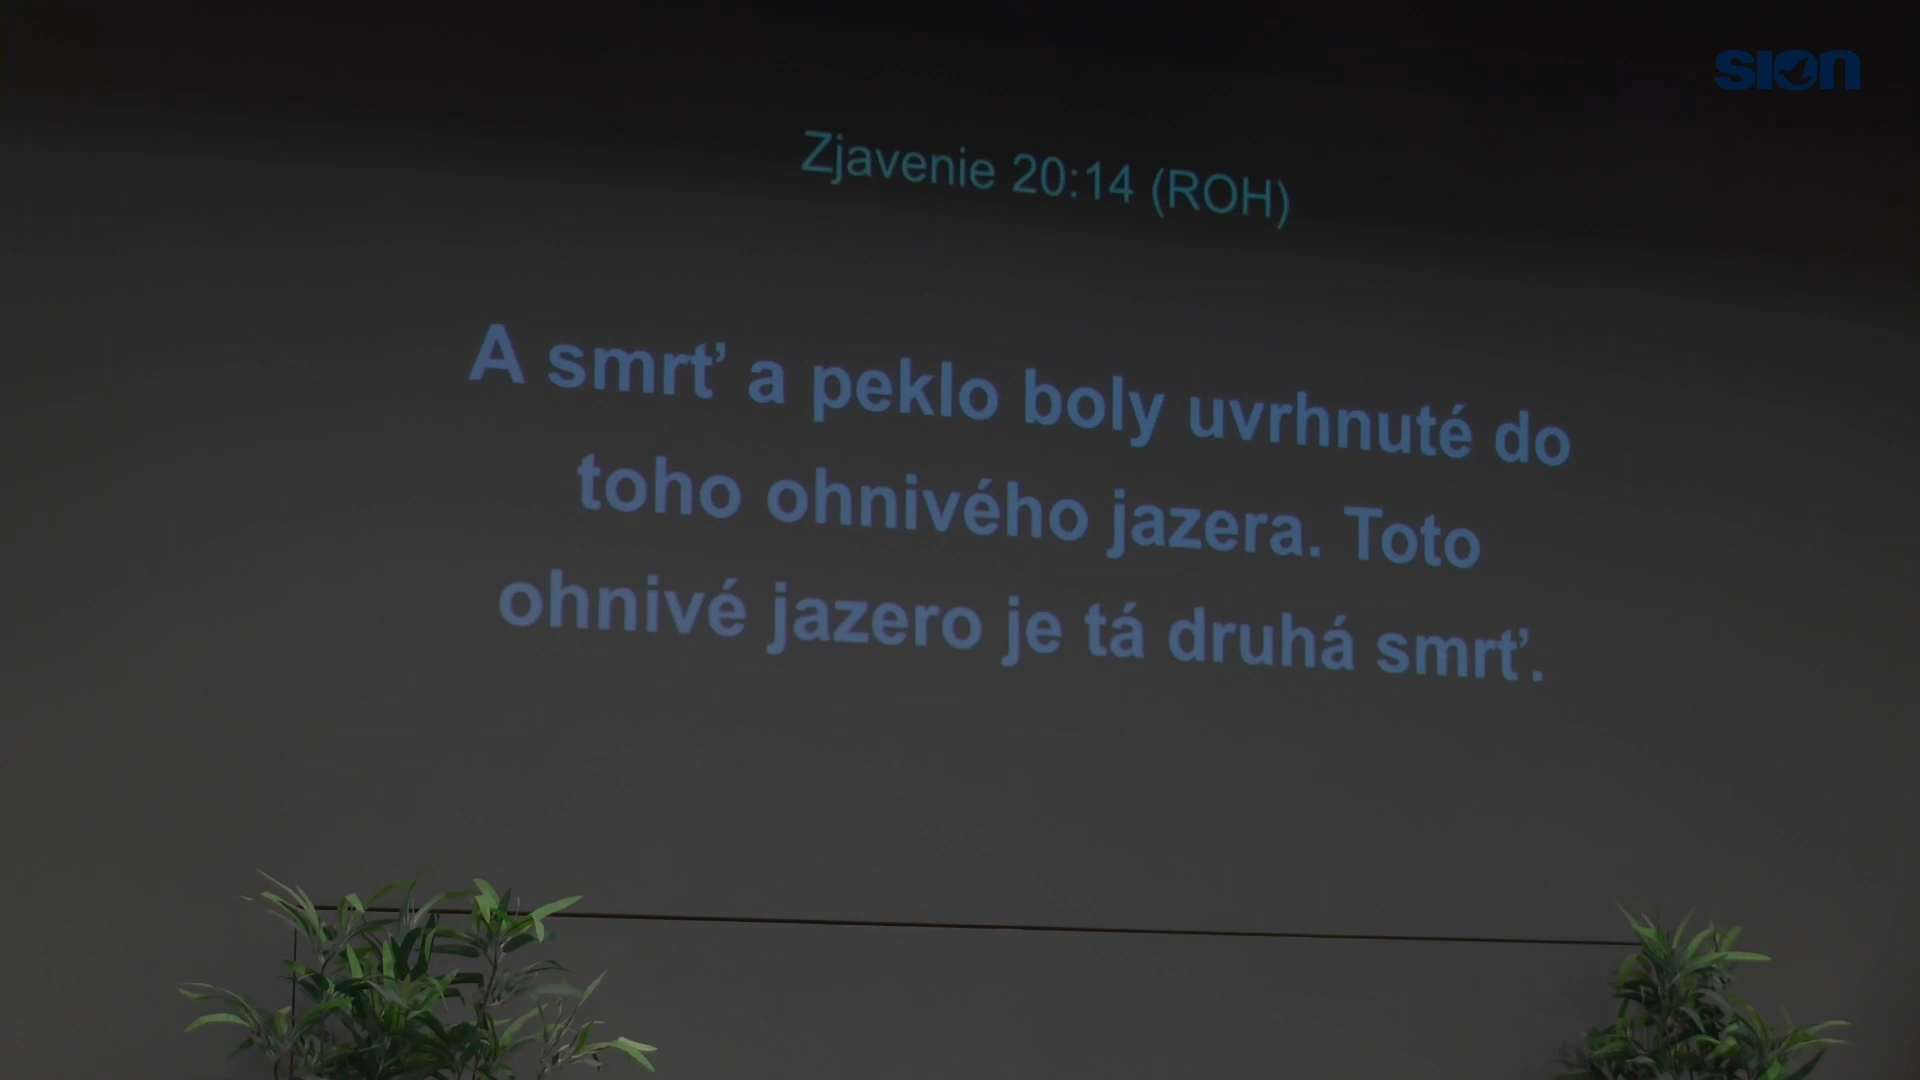 sion
Zjavenie 20:14 (ROH)
A smrť a peklo boly uvrhnuté do
toho ohnivého jazera. Toto
ohnivé jazero je tá druhá smrť.